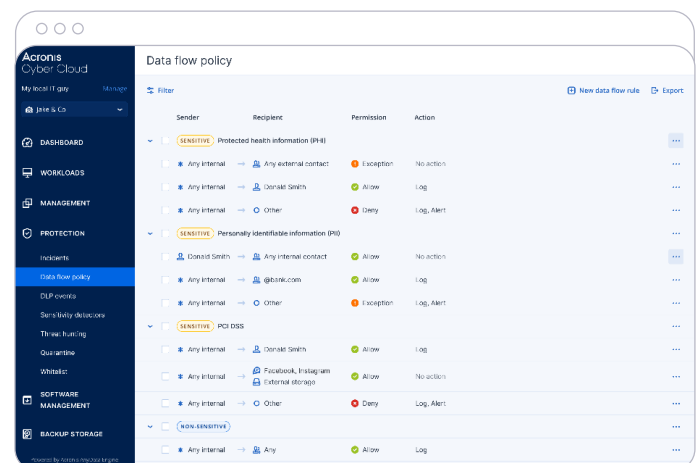 Acronis
Cyber Cloud
My local IT guy Manage
Jake & Co
DASHBOARD
WORKLOADS
MANAGEMENT
PROTECTION
Incidents
Data flow policy
DLP events
Sensitivity detectors
Threat hunting
Quarantine
Whitelist
SOFTWARE
MANAGEMENT
BACKUP STORAGE
Powered by Acronis AnyData Engine
Data flow policy
Filter New data flow rule Export
Sender Recipient Permission Action
SENSITIVE Protected health information (PHI)
Any internal → Any external contact Exception No action
Any internal → Donald Smith Allow Log
Any internal → Other Deny Log, Alert
SENSITIVE Personally identifiable information (PII)
Donald Smith → Any internal contact Allow No action
Any internal → @bank.com Allow Log
Any internal → Other Exception Log, Alert
SENSITIVE PCI DSS
Any internal → Donald Smith Allow Log
Any internal → Facebook, Instagram Allow No action
External storage
Any internal → Other Deny Log, Alert
NON-SENSITIVE
Any internal → Any Allow Log